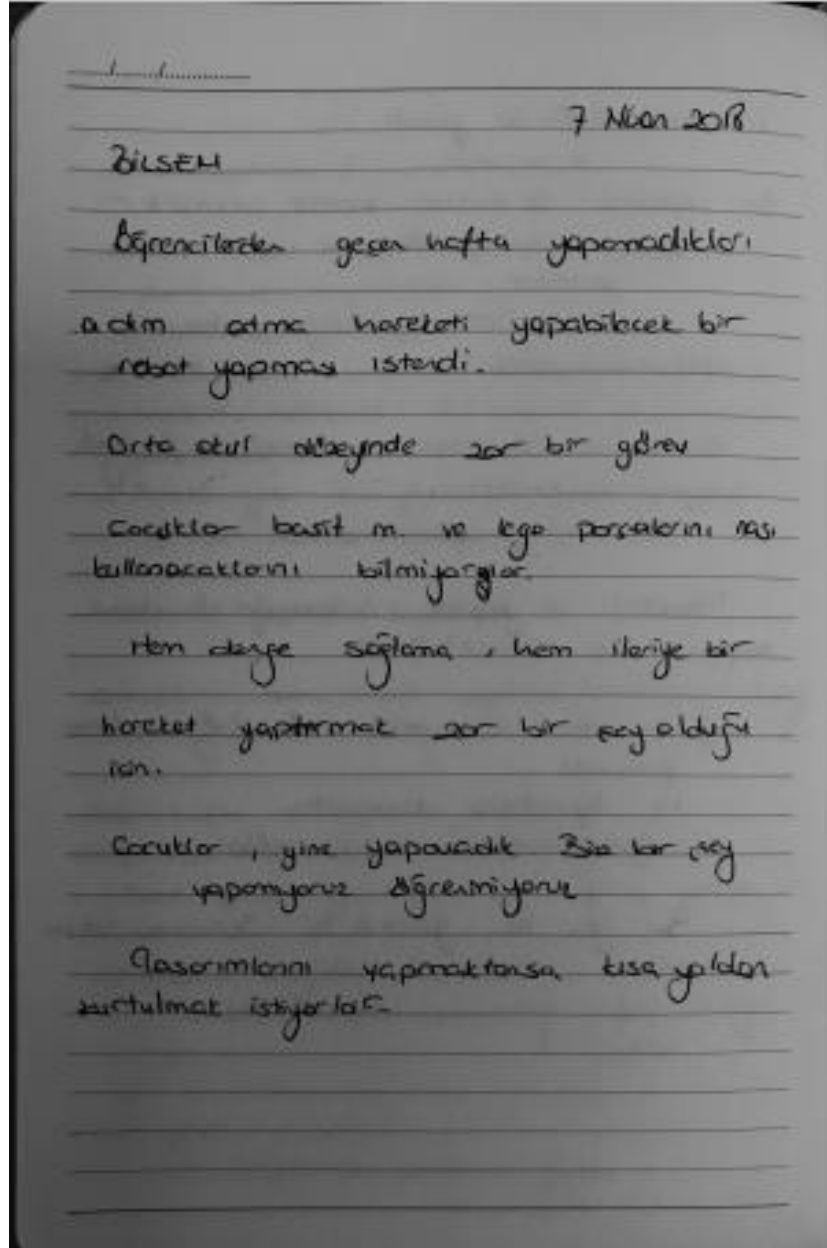 ..../..../............
7 Nisan 2018
BİLSEM
Öğrencilerden geçen hafta yapamadıkları
adım atma hareketi yapabilecek bir
robot yapması istendi.
Orta okul düzeyinde zor bir görev
Çocuklar basit m. ve lego parçalarını nası
kullanacaklarını bilmiyorlar.
Hem denge sağlama, hem ileriye bir
hareket yaptırmak zor bir şey olduğu
için.
Çocuklar, yine yapamadık Biz bir şey
yapamıyoruz öğrenmiyoruz
Tasarımlarını yapmaktansa kısa yoldan
kurtulmak istiyorlar.